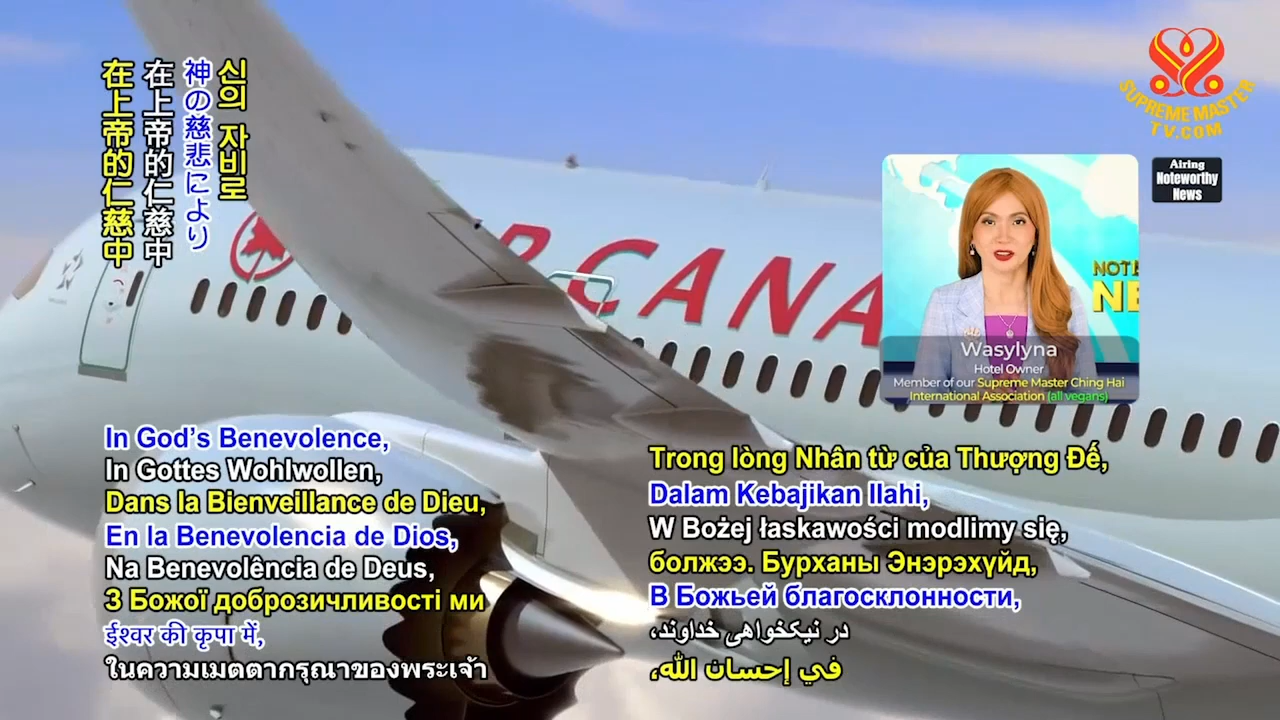 신의 자비로
神の慈悲により
在上帝的仁慈中
在上帝的仁慈中
SUPREME MASTER
TV.COM
Airing
Noteworthy
News
CANA
NE
Wasylyna
Hotel Owner
Member of our Supreme Master Ching Hai
International Association (all vegans)
In God's Benevolence,
In Gottes Wohlwollen,
Dans la Bienveillance de Dieu,
En la Benevolencia de Dios,
Na Benevolência de Deus,
З Божої доброзичливості ми
ईश्वर की कृपा में,
ในความเมตตากรุณาของพระเจ้า
Trong lòng Nhân từ của Thượng Đế,
Dalam Kebajikan Ilahi,
W Bożej łaskawości modlimy się,
болжээ. Бурханы Энэрэхүйд,
В Божьей благосклонности,
در نیکخواهی خداوند،
في إحسان الله،